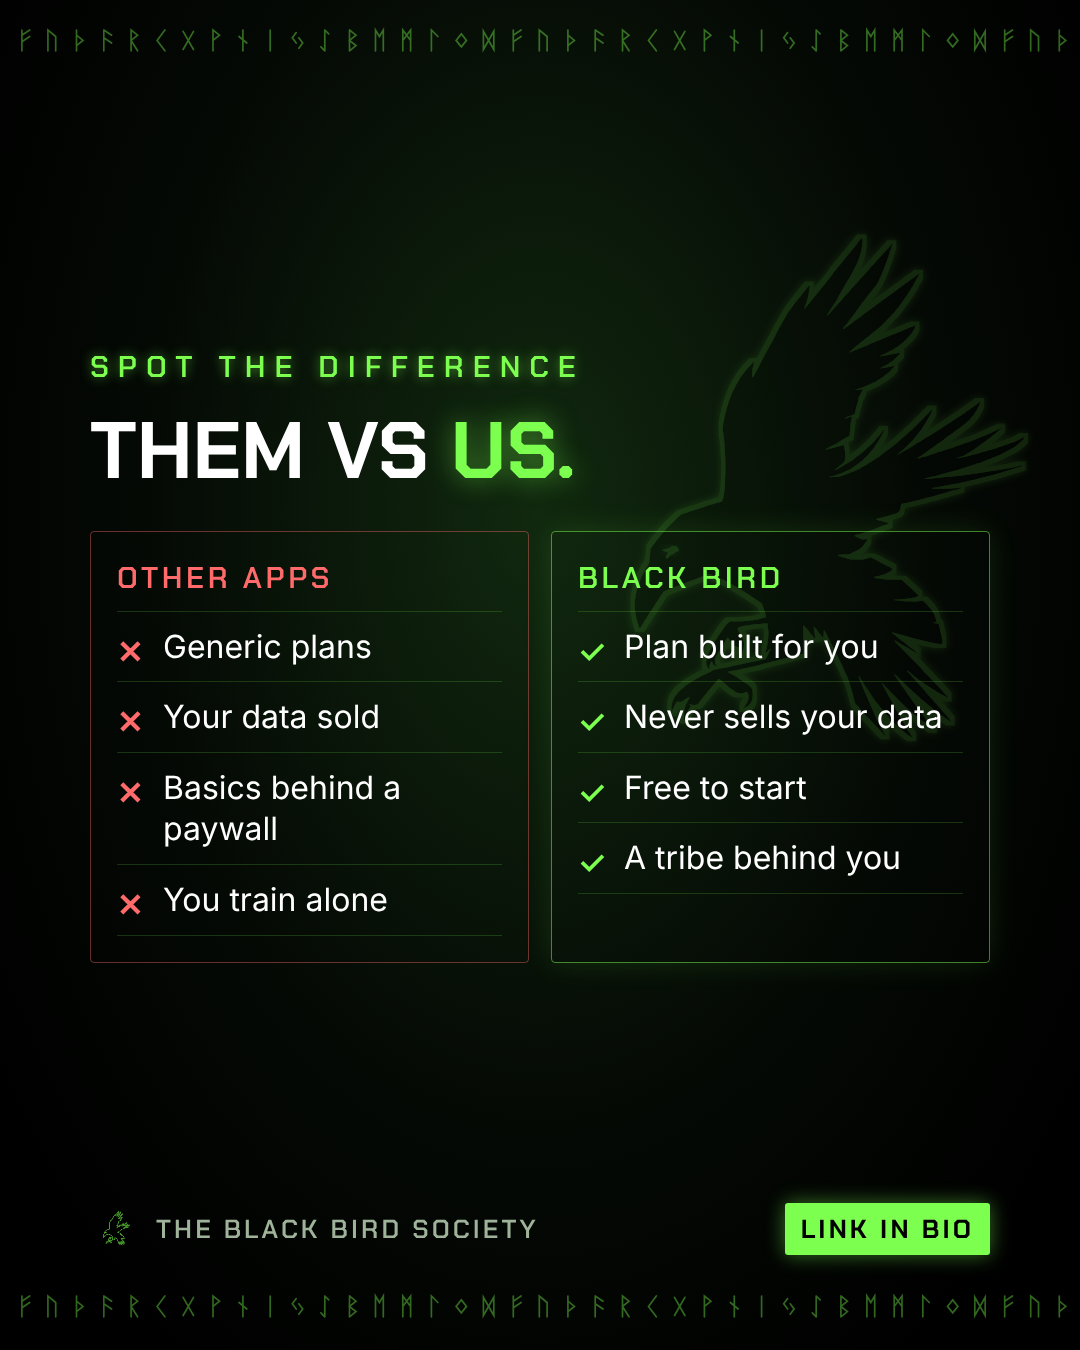 ᚠ ᚢ ᚦ ᚨ ᚱ ᚲ ᚷ ᚹ ᚾ ᛁ ᛃ ᛇ ᛒ ᛖ ᛗ ᛚ ᛜ ᛞ ᚠ ᚢ ᚦ ᚨ ᚱ ᚲ ᚷ ᚹ ᚾ ᛁ ᛃ ᛇ ᛒ ᛖ ᛗ ᛚ ᛜ ᛞ ᚠ ᚢ ᚦ
SPOT THE DIFFERENCE
THEM VS US.
OTHER APPS
✕ Generic plans
✕ Your data sold
✕ Basics behind a
paywall
✕ You train alone
BLACK BIRD
✓ Plan built for you
✓ Never sells your data
✓ Free to start
✓ A tribe behind you
THE BLACK BIRD SOCIETY
LINK IN BIO
ᚠ ᚢ ᚦ ᚨ ᚱ ᚲ ᚷ ᚹ ᚾ ᛁ ᛃ ᛇ ᛒ ᛖ ᛗ ᛚ ᛜ ᛞ ᚠ ᚢ ᚦ ᚨ ᚱ ᚲ ᚷ ᚹ ᚾ ᛁ ᛃ ᛇ ᛒ ᛖ ᛗ ᛚ ᛜ ᛞ ᚠ ᚢ ᚦ